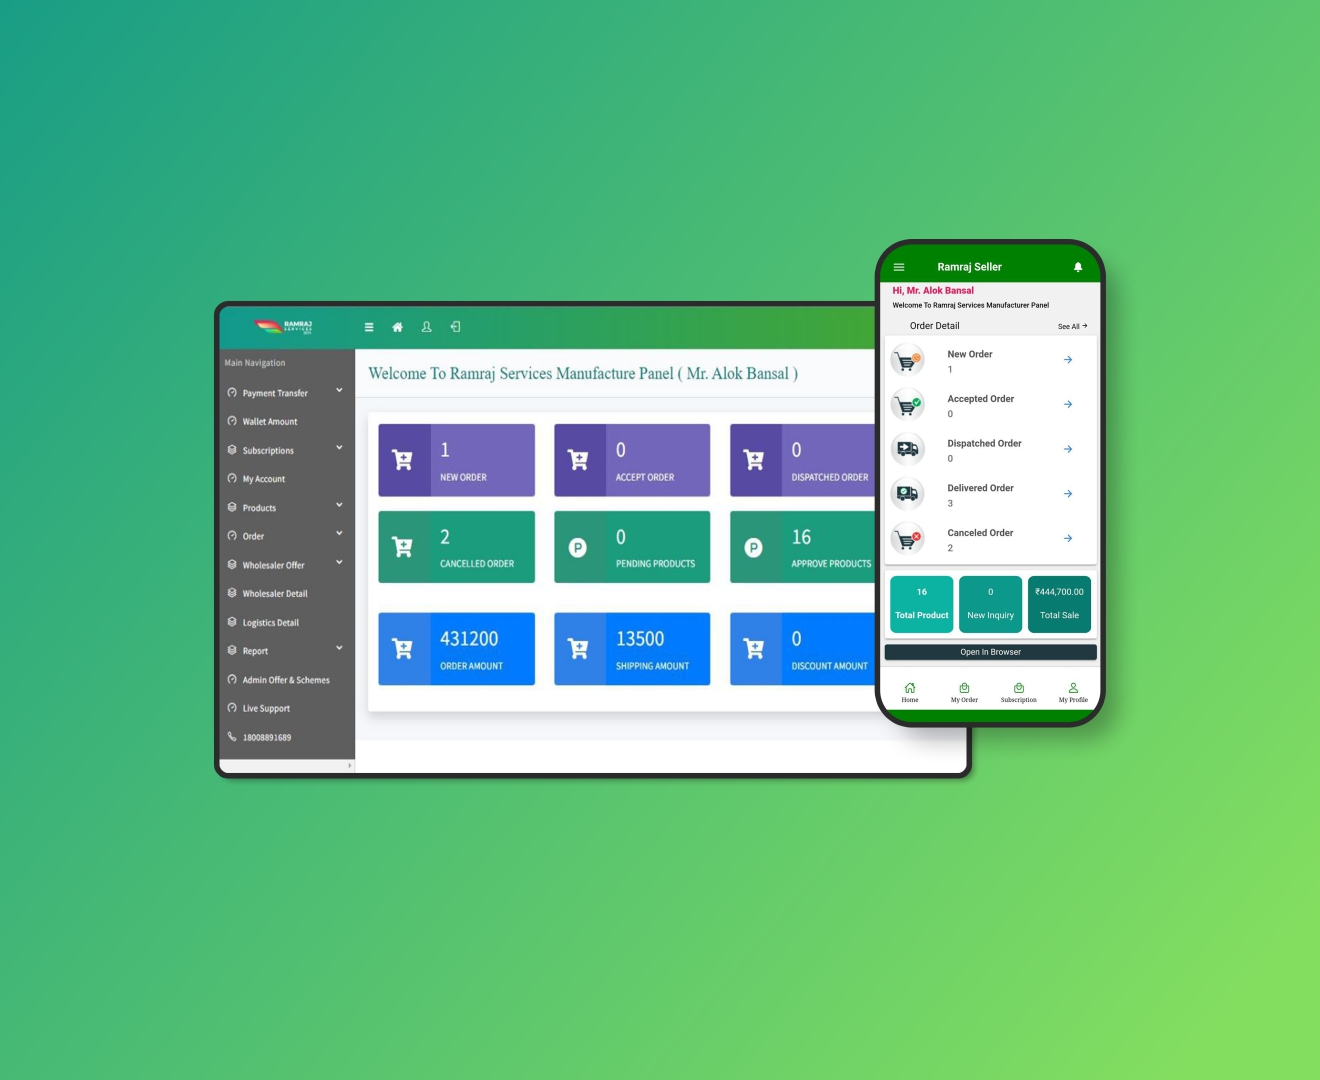 RAMRAJ
SERVICES
Main Navigation
Payment Transfer
Wallet Amount
Subscriptions
My Account
Products
Order
Wholesaler Offer
Wholesaler Detail
Logistics Detail
Report
Admin Offer & Schemes
Live Support
18008891689
Welcome To Ramraj Services Manufacture Panel ( Mr. Alok Bansal )
1
NEW ORDER
0
ACCEPT ORDER
0
DISPATCHED ORDER
2
CANCELLED ORDER
P
0
PENDING PRODUCTS
P
16
APPROVE PRODUCTS
431200
ORDER AMOUNT
13500
SHIPPING AMOUNT
0
DISCOUNT AMOUNT
Ramraj Seller
Hi, Mr. Alok Bansal
Welcome To Ramraj Services Manufacturer Panel
Order Detail
See All →
New Order
1
Accepted Order
0
Dispatched Order
0
Delivered Order
3
Canceled Order
2
16
Total Product
0
New Inquiry
₹444,700.00
Total Sale
Open In Browser
Home
My Order
Subscription
My Profile